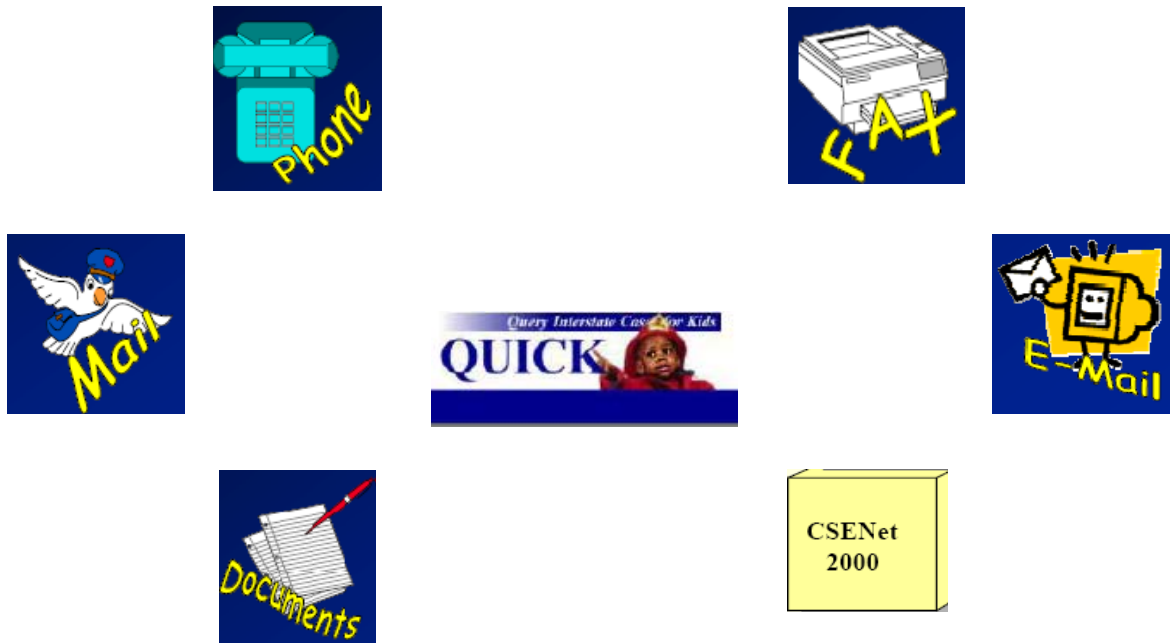 Phone
FAX
Mail
Query Interstate Cases for Kids
QUICK
E-Mail
Documents
CSENet
2000